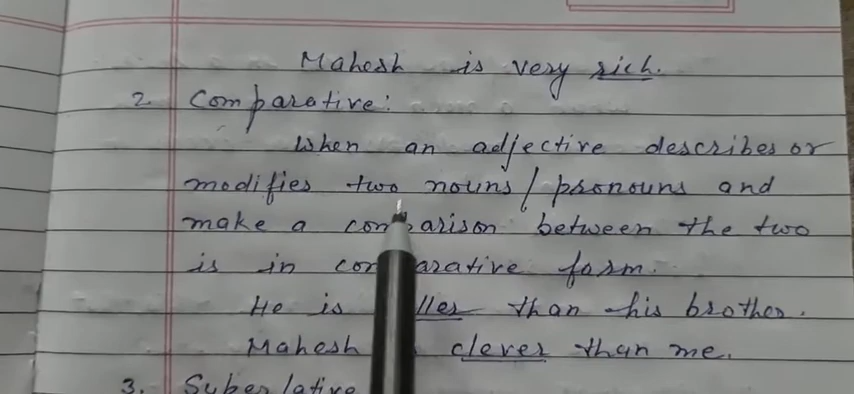 Mahesh is very rich.
2. Comparative:
When an adjective describes or
modifies two nouns/pronouns and
make a comparison between the two
is in comparative form.
He is than his brother.
Mahesh clever than me.
3. Superlative